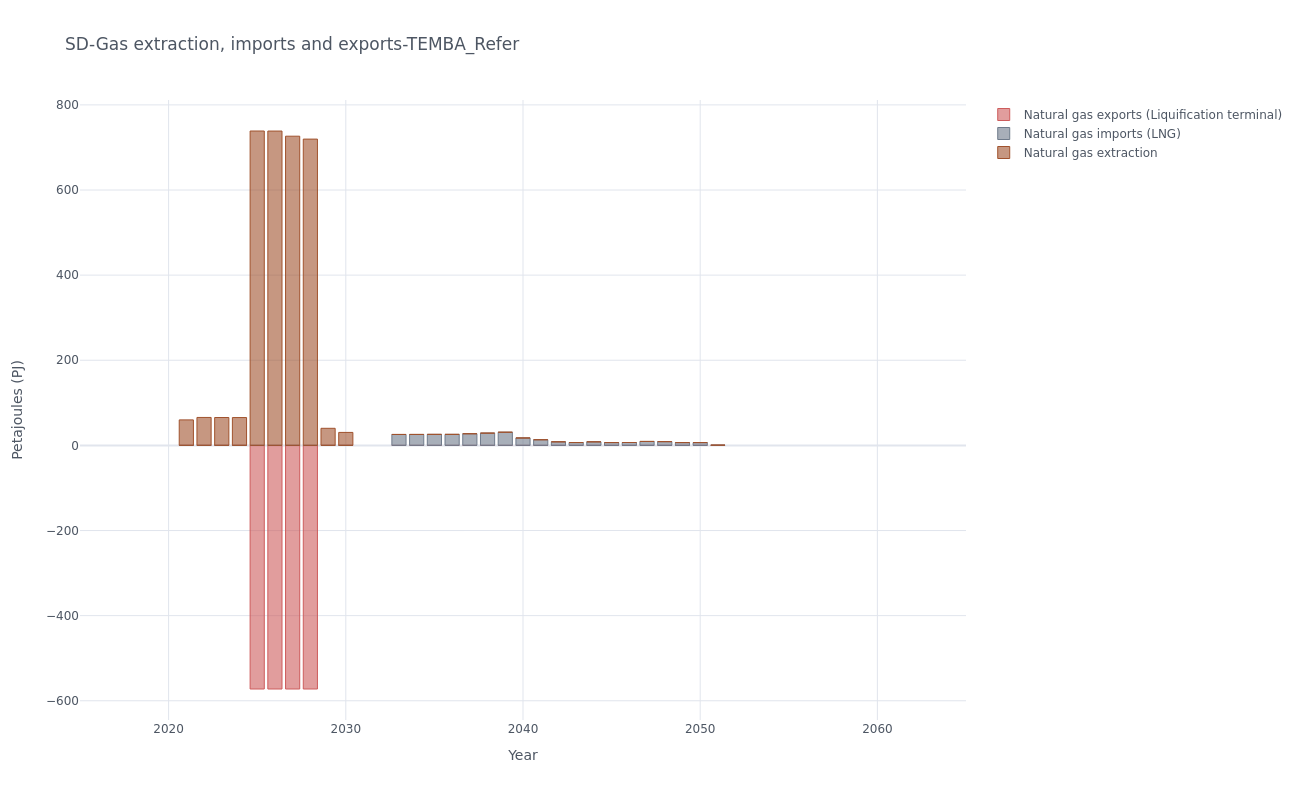 SD-Gas extraction, imports and exports-TEMBA_Refer
Natural gas exports (Liquification terminal)
Natural gas imports (LNG)
Natural gas extraction
800
600
400
200
0
−200
−400
−600
Petajoules (PJ)
2020 2030 2040 2050 2060
Year